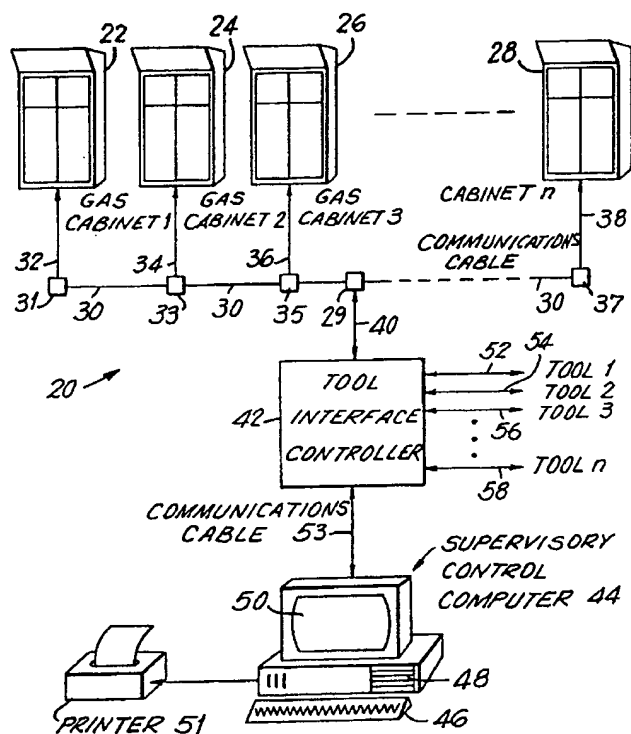 22
24
26
28
GAS CABINET 1
GAS CABINET 2
GAS CABINET 3
CABINET n
32
34
36
38
COMMUNICATIONS CABLE
31
30
33
30
35
29
30
37
40
20
42
TOOL INTERFACE CONTROLLER
52
54
TOOL 1
TOOL 2
TOOL 3
56
TOOL n
58
COMMUNICATIONS CABLE 53
SUPERVISORY CONTROL COMPUTER 44
50
48
46
PRINTER 51